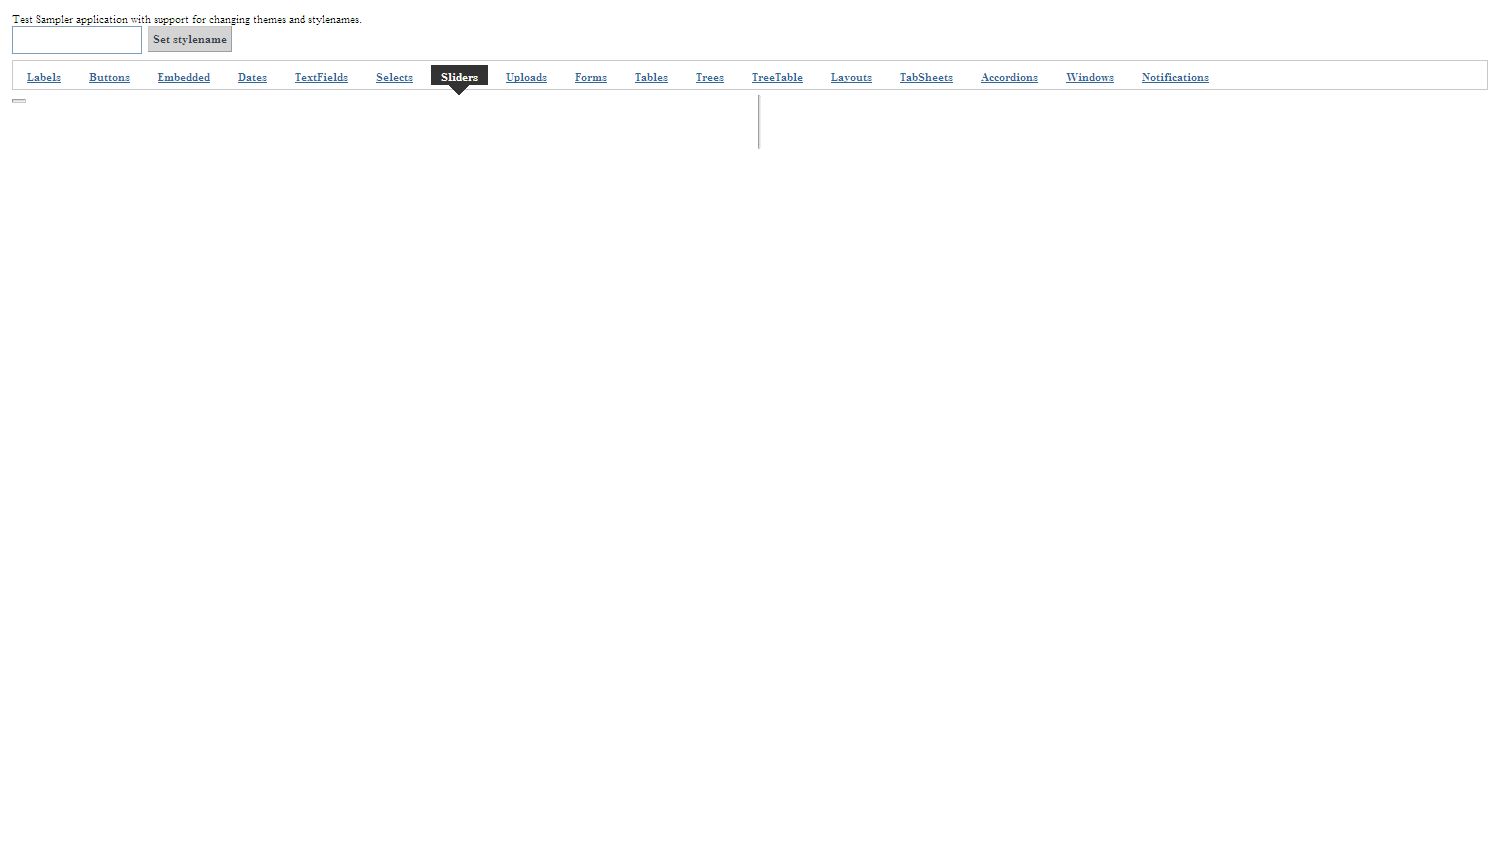 Test Sampler application with support for changing themes and stylenames.
Set stylename
Labels Buttons Embedded Dates TextFields Selects Sliders Uploads Forms Tables Trees TreeTable Layouts TabSheets Accordions Windows Notifications